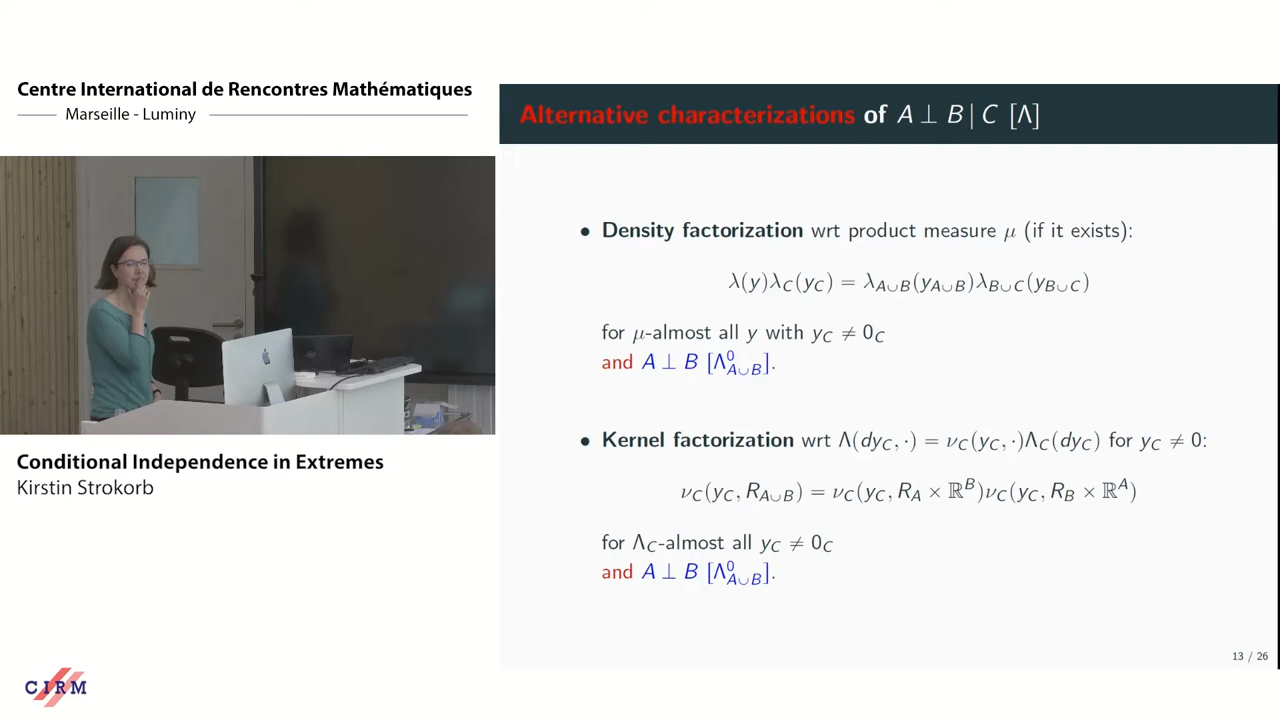 Centre International de Rencontres Mathématiques
Marseille - Luminy
Alternative characterizations of A ⊥ B | C [Λ]
• Density factorization wrt product measure μ (if it exists):
λ(y)λ_C(y_C) = λ_{A∪B}(y_{A∪B})λ_{B∪C}(y_{B∪C})
for μ-almost all y with y_C ≠ 0_C
and A ⊥ B [Λ^0_{A∪B}].
• Kernel factorization wrt Λ(dy_C, ·) = ν_C(y_C, ·)Λ_C(dy_C) for y_C ≠ 0:
ν_C(y_C, R_{A∪B}) = ν_C(y_C, R_A × ℝ^B)ν_C(y_C, R_B × ℝ^A)
for Λ_C-almost all y_C ≠ 0_C
and A ⊥ B [Λ^0_{A∪B}].
13 / 26
Conditional Independence in Extremes
Kirstin Strokorb
CIRM